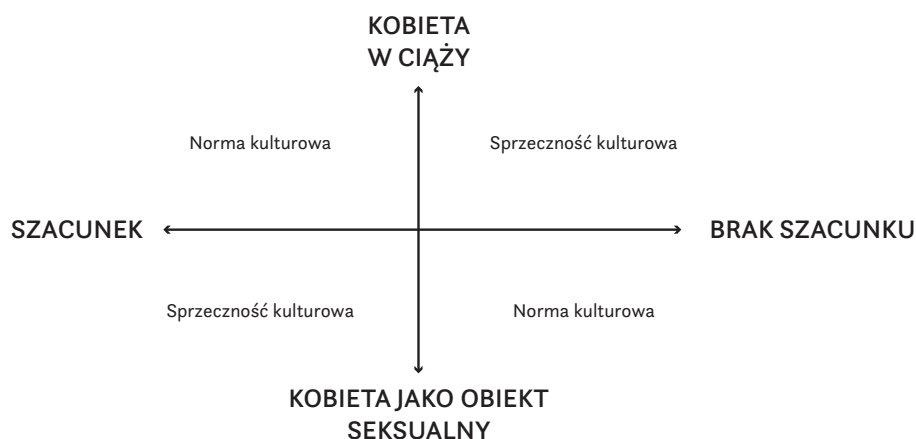 KOBIETA
W CIĄŻY
Norma kulturowa
Sprzeczność kulturowa
SZACUNEK
BRAK SZACUNKU
Sprzeczność kulturowa
Norma kulturowa
KOBIETA JAKO OBIEKT
SEKSUALNY